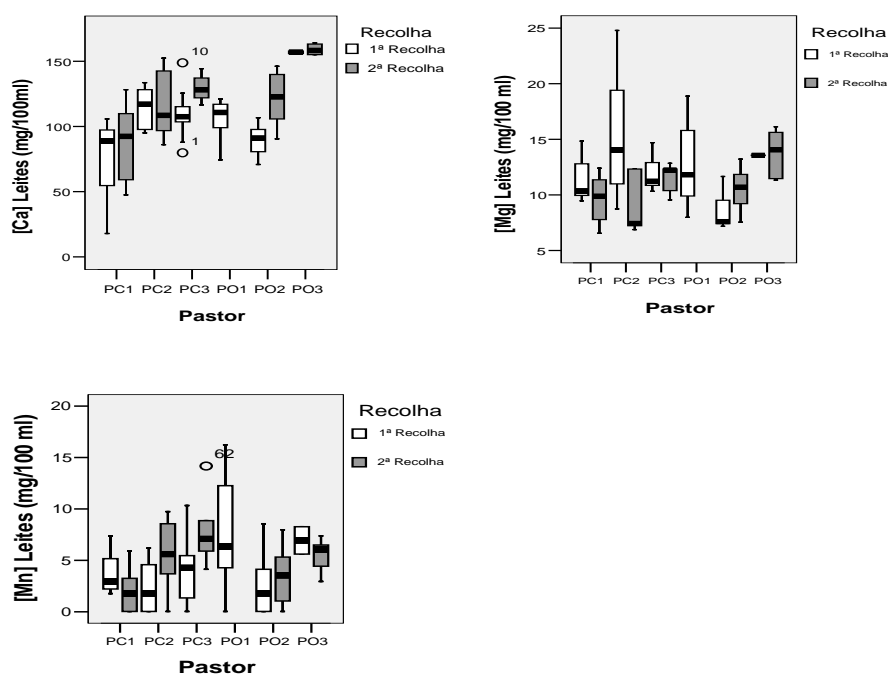 [Ca] Leites (mg/100ml)
150
100
50
0
10
1
PC1 PC2 PC3 PO1 PO2 PO3
Pastor
Recolha
1ª Recolha
2ª Recolha
[Mg] Leites (mg/100 ml)
25
20
15
10
5
PC1 PC2 PC3 PO1 PO2 PO3
Pastor
Recolha
1ª Recolha
2ª Recolha
[Mn] Leites (mg/100 ml)
20
15
10
5
0
62
PC1 PC2 PC3 PO1 PO2 PO3
Pastor
Recolha
1ª Recolha
2ª Recolha